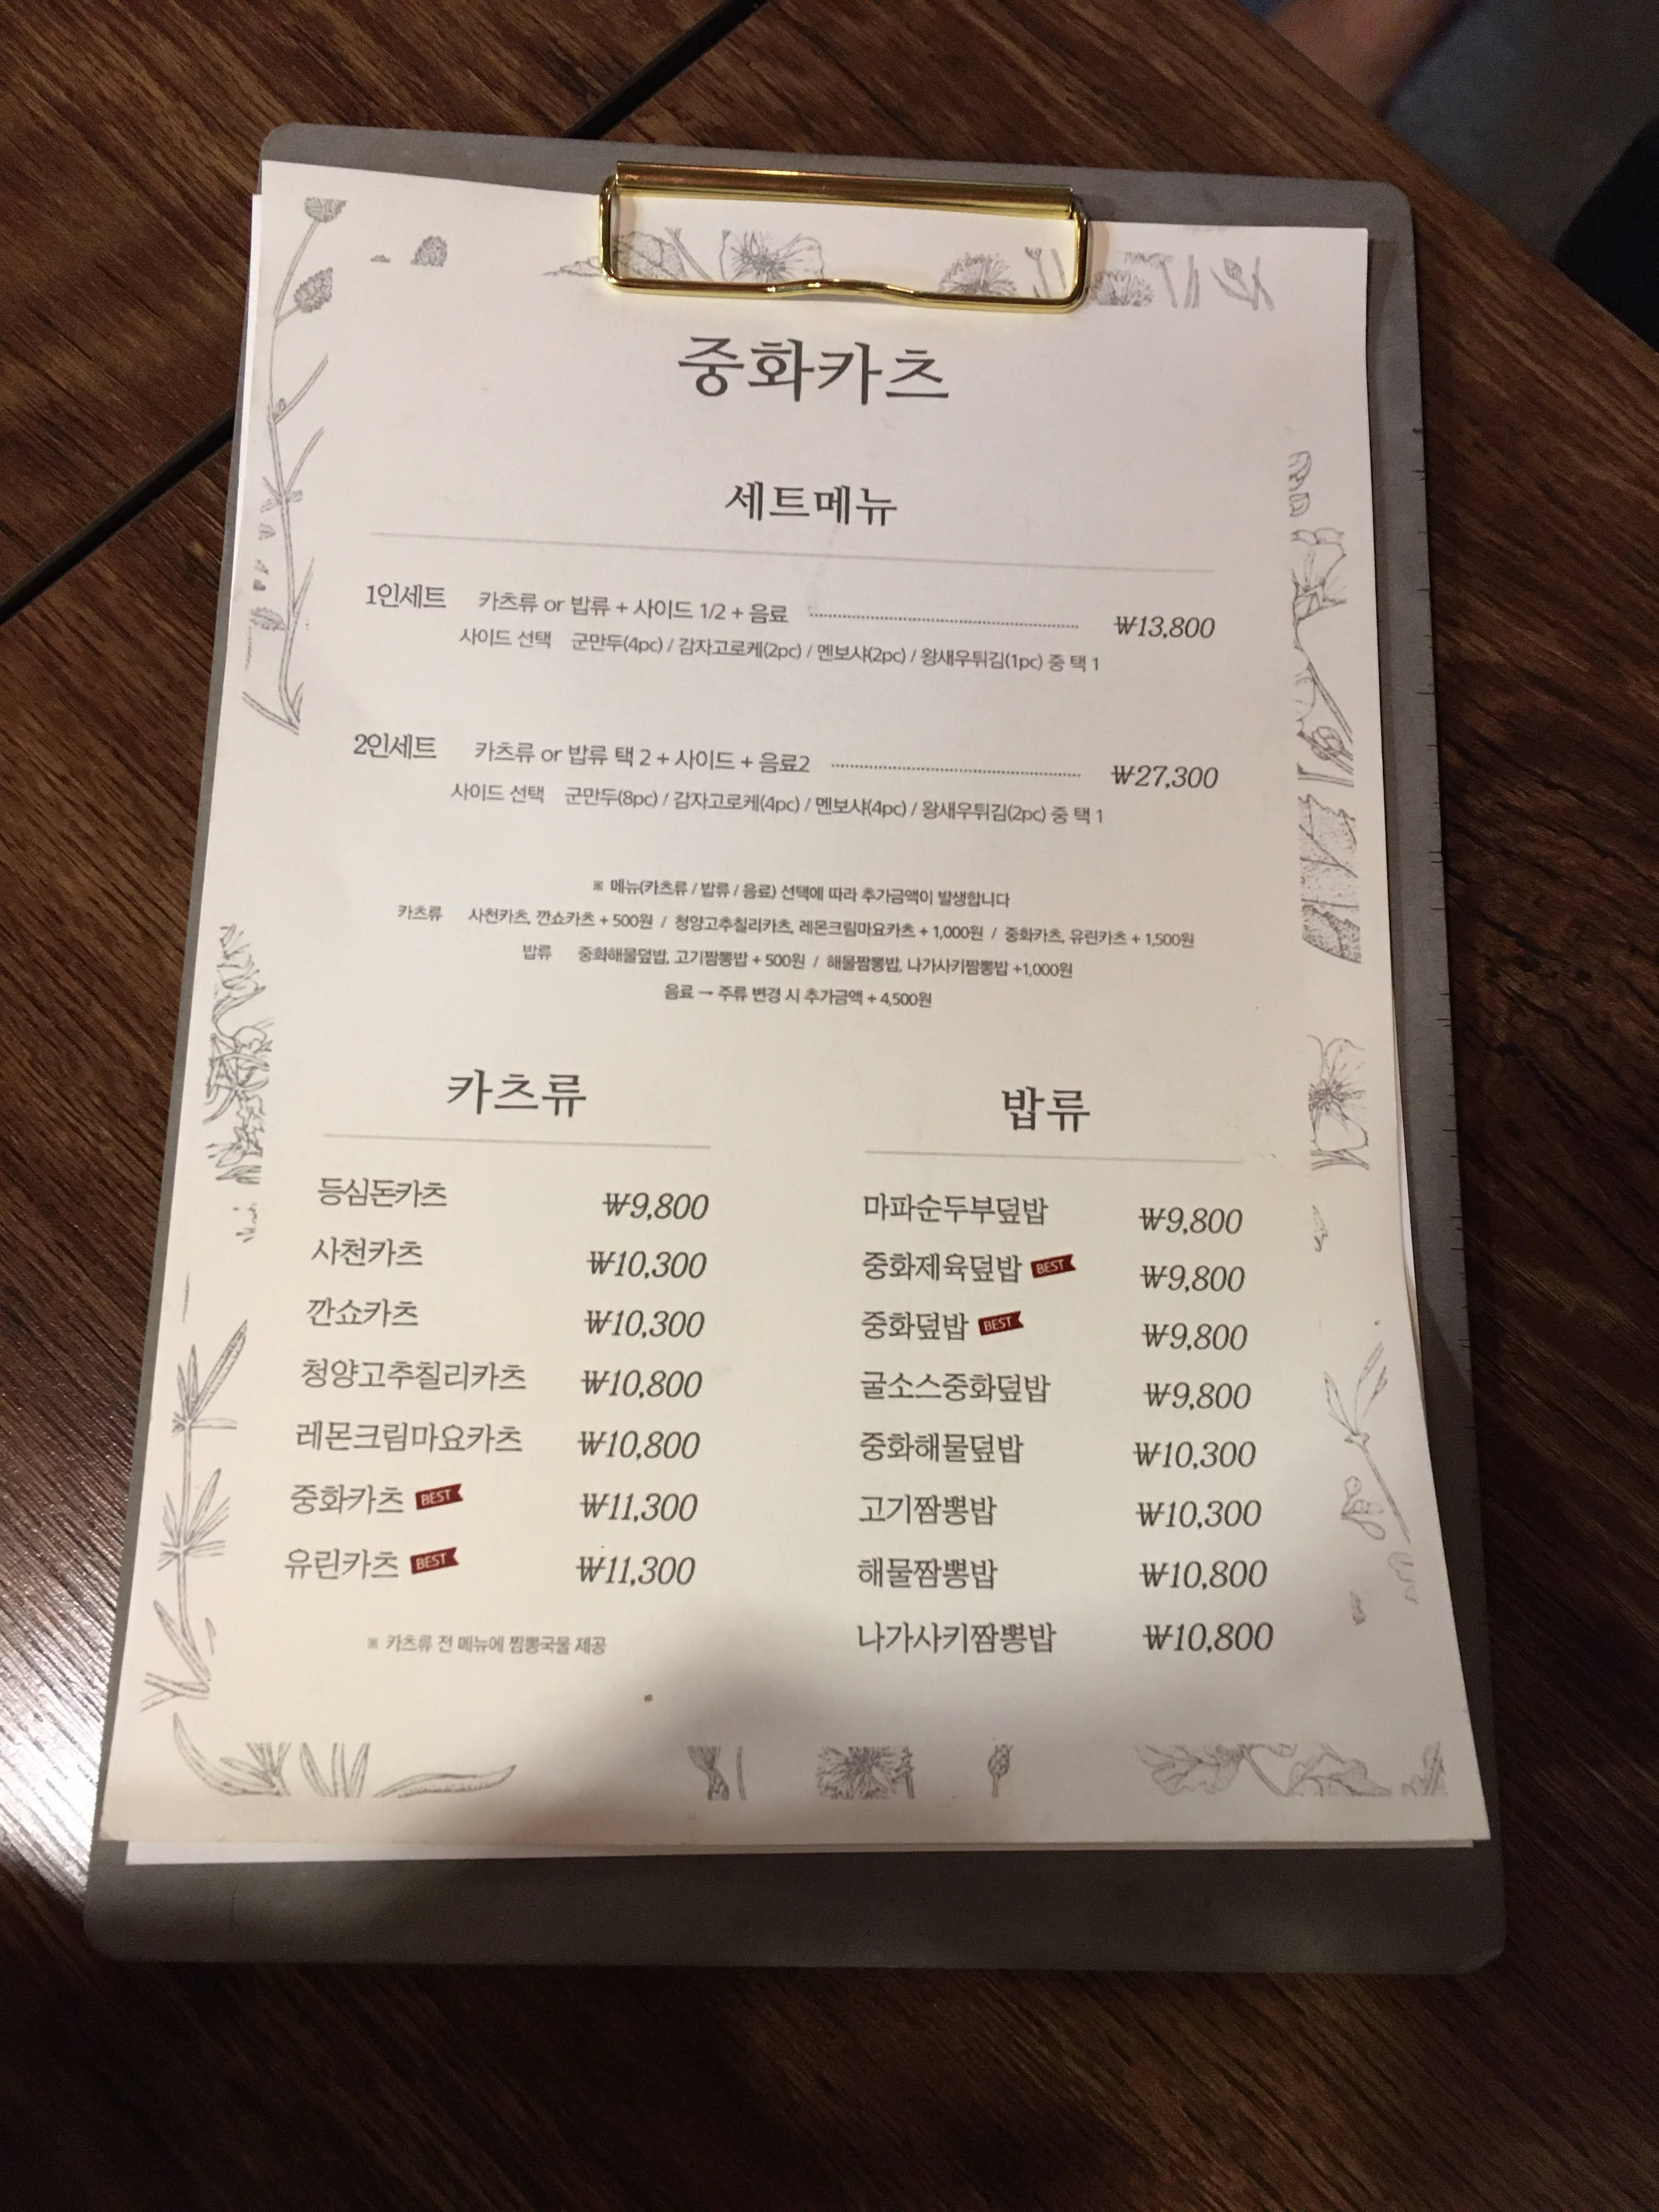 중화카츠
세트메뉴
1인세트 카츠류 or 밥류 + 사이드 1/2 + 음료 ₩13,800
사이드 선택 군만두(4pc) / 감자고로케(2pc) / 멘보샤(2pc) / 왕새우튀김(1pc) 중 택 1
2인세트 카츠류 or 밥류 택 2 + 사이드 + 음료2 ₩27,300
사이드 선택 군만두(8pc) / 감자고로케(4pc) / 멘보샤(4pc) / 왕새우튀김(2pc) 중 택 1
※ 메뉴(카츠류 / 밥류 / 음료) 선택에 따라 추가금액이 발생합니다
카츠류 사천카츠, 깐쇼카츠 + 500원 / 청양고추칠리카츠, 레몬크림마요카츠 + 1,000원 / 중화카츠, 유린카츠 + 1,500원
밥류 중화해물덮밥, 고기짬뽕밥 + 500원 / 해물짬뽕밥, 나가사키짬뽕밥 +1,000원
음료 → 주류 변경 시 추가금액 + 4,500원
카츠류
등심돈카츠 ₩9,800
사천카츠 ₩10,300
깐쇼카츠 ₩10,300
청양고추칠리카츠 ₩10,800
레몬크림마요카츠 ₩10,800
중화카츠 BEST ₩11,300
유린카츠 BEST ₩11,300
※ 카츠류 전 메뉴에 짬뽕국물 제공
밥류
마파순두부덮밥 ₩9,800
중화제육덮밥 BEST ₩9,800
중화덮밥 BEST ₩9,800
굴소스중화덮밥 ₩9,800
중화해물덮밥 ₩10,300
고기짬뽕밥 ₩10,300
해물짬뽕밥 ₩10,800
나가사키짬뽕밥 ₩10,800